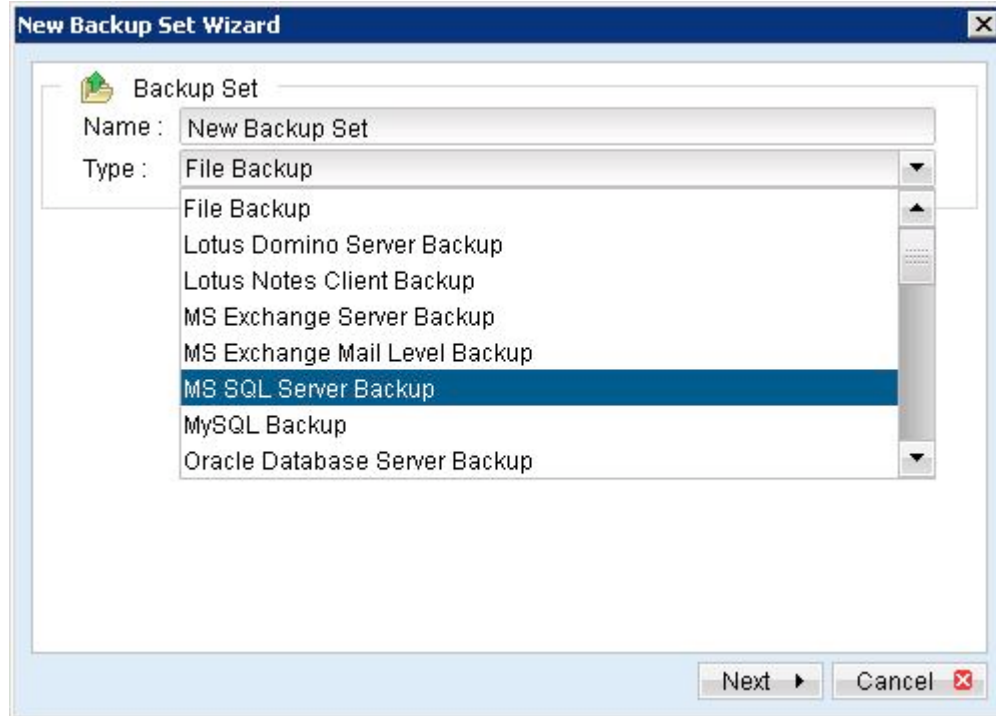 New Backup Set Wizard
Backup Set
Name : New Backup Set
Type : File Backup
File Backup
Lotus Domino Server Backup
Lotus Notes Client Backup
MS Exchange Server Backup
MS Exchange Mail Level Backup
MS SQL Server Backup
MySQL Backup
Oracle Database Server Backup
Next Cancel